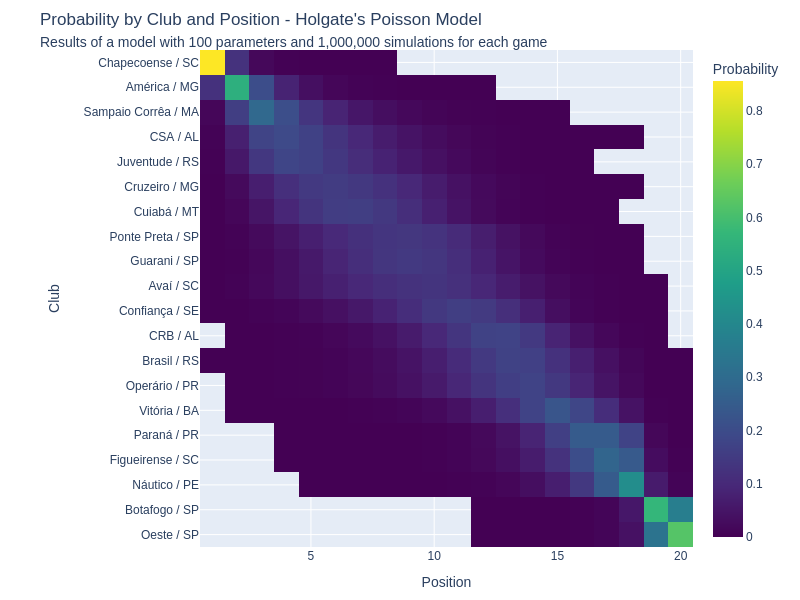 Probability by Club and Position - Holgate's Poisson Model
Results of a model with 100 parameters and 1,000,000 simulations for each game
Probability
Chapecoense / SC
América / MG
Sampaio Corrêa / MA
CSA / AL
Juventude / RS
Cruzeiro / MG
Cuiabá / MT
Ponte Preta / SP
Guarani / SP
Avaí / SC
Confiança / SE
CRB / AL
Brasil / RS
Operário / PR
Vitória / BA
Paraná / PR
Figueirense / SC
Náutico / PE
Botafogo / SP
Oeste / SP
Club
5 10 15 20
Position
0.8
0.7
0.6
0.5
0.4
0.3
0.2
0.1
0